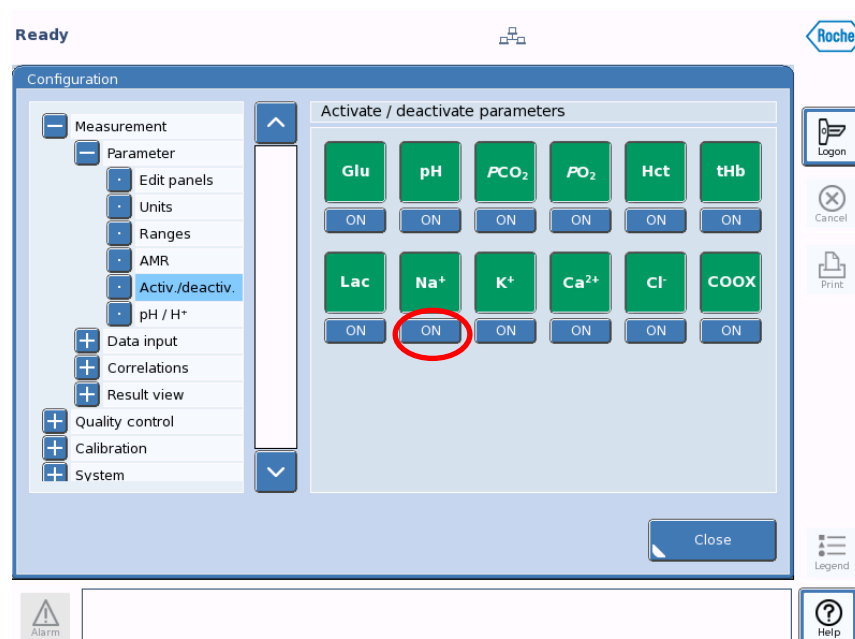 Ready
Roche
Configuration
Activate / deactivate parameters
Measurement
Parameter
Edit panels
Units
Ranges
AMR
Activ./deactiv.
pH / H⁺
Data input
Correlations
Result view
Quality control
Calibration
System
Glu pH PCO₂ PO₂ Hct tHb
ON ON ON ON ON ON
Lac Na⁺ K⁺ Ca²⁺ Cl⁻ COOX
ON ON ON ON ON ON
Close
Logon
Cancel
Print
Legend
Alarm
Help